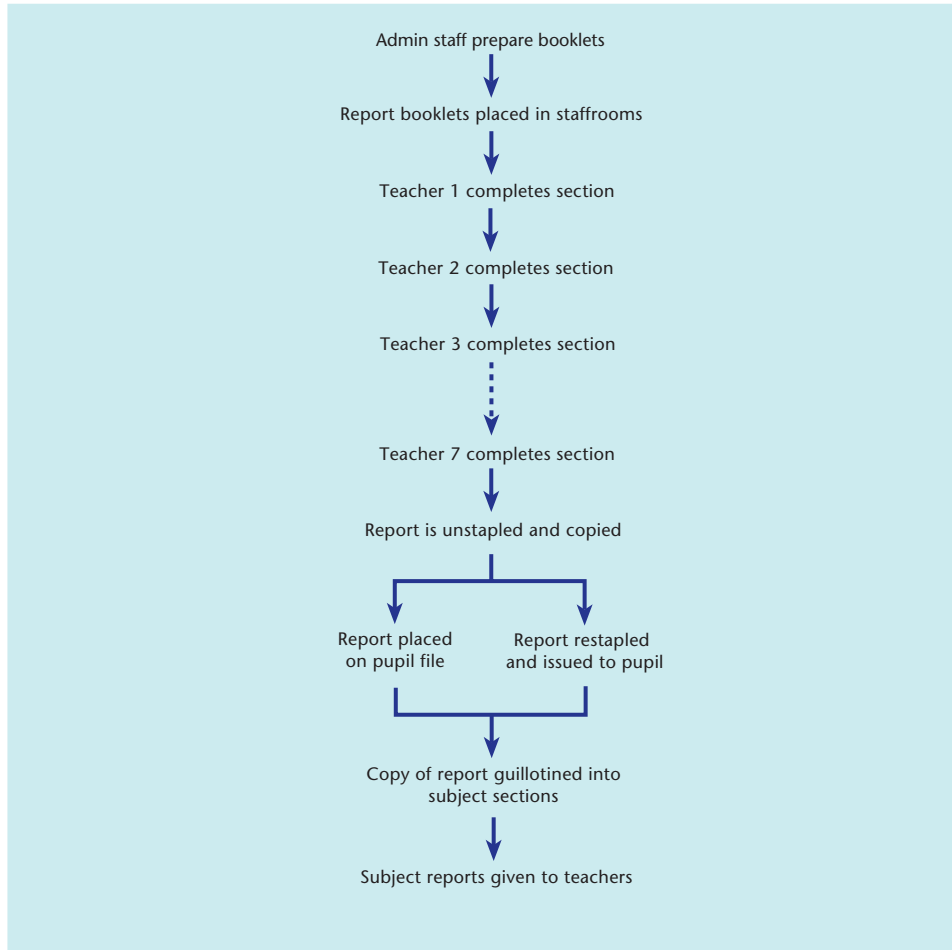 Admin staff prepare booklets
Report booklets placed in staffrooms
Teacher 1 completes section
Teacher 2 completes section
Teacher 3 completes section
Teacher 7 completes section
Report is unstapled and copied
Report placed
on pupil file
Report restapled
and issued to pupil
Copy of report guillotined into
subject sections
Subject reports given to teachers